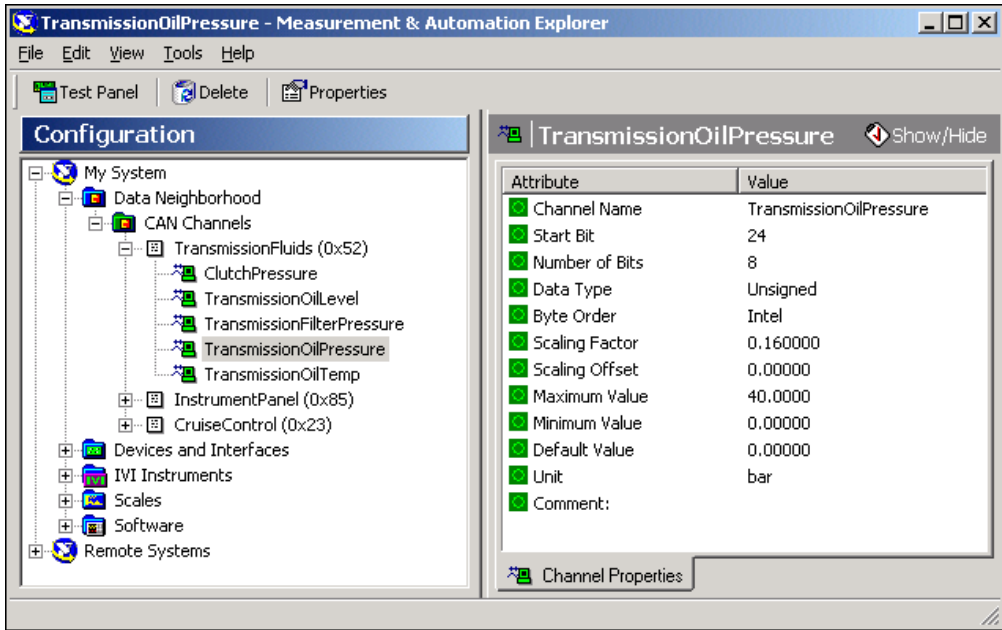 TransmissionOilPressure - Measurement & Automation Explorer
File Edit View Tools Help
Test Panel Delete Properties
Configuration
My System
Data Neighborhood
CAN Channels
TransmissionFluids (0x52)
ClutchPressure
TransmissionOilLevel
TransmissionFilterPressure
TransmissionOilPressure
TransmissionOilTemp
InstrumentPanel (0x85)
CruiseControl (0x23)
Devices and Interfaces
IVI Instruments
Scales
Software
Remote Systems
TransmissionOilPressure Show/Hide
Attribute Value
Channel Name TransmissionOilPressure
Start Bit 24
Number of Bits 8
Data Type Unsigned
Byte Order Intel
Scaling Factor 0.160000
Scaling Offset 0.00000
Maximum Value 40.0000
Minimum Value 0.00000
Default Value 0.00000
Unit bar
Comment:
Channel Properties